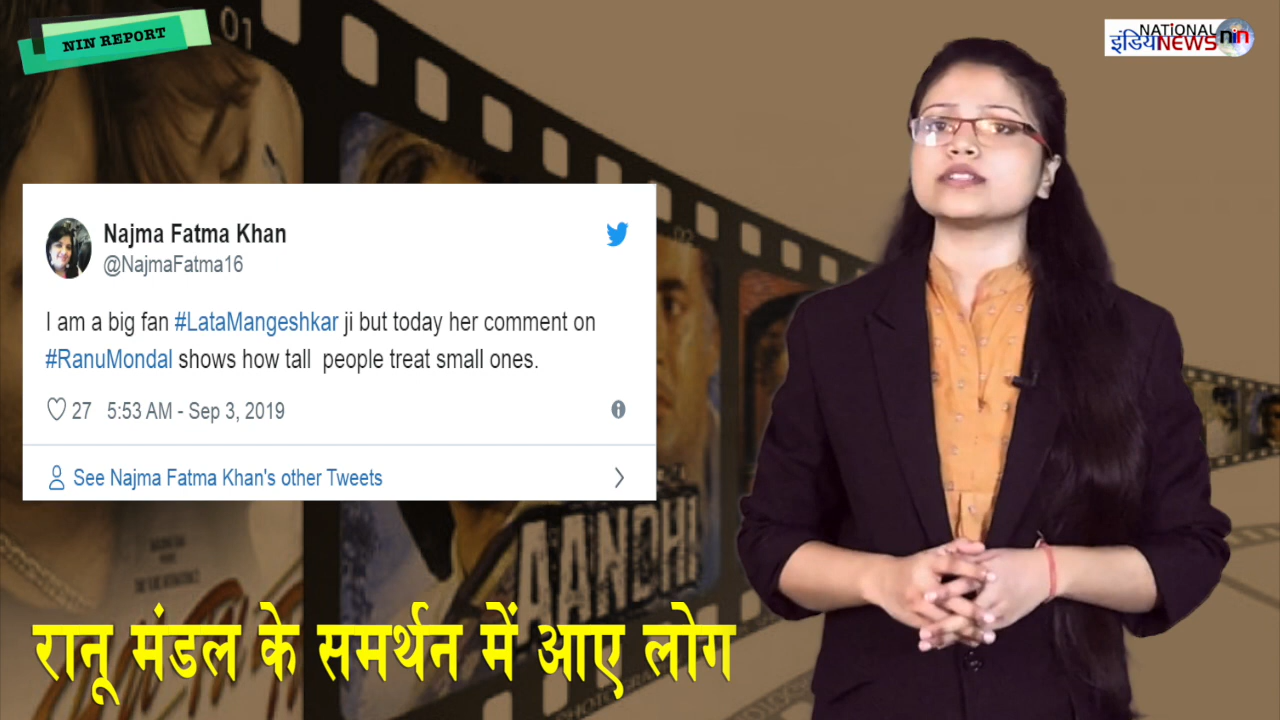 NIN REPORT
01
NATIONAL
इंडिया NEWS nin
Najma Fatma Khan
@NajmaFatma16
I am a big fan #LataMangeshkar ji but today her comment on
#RanuMondal shows how tall people treat small ones.
27 5:53 AM - Sep 3, 2019
See Najma Fatma Khan's other Tweets
02
AANDHI
रानू मंडल के समर्थन में आए लोग